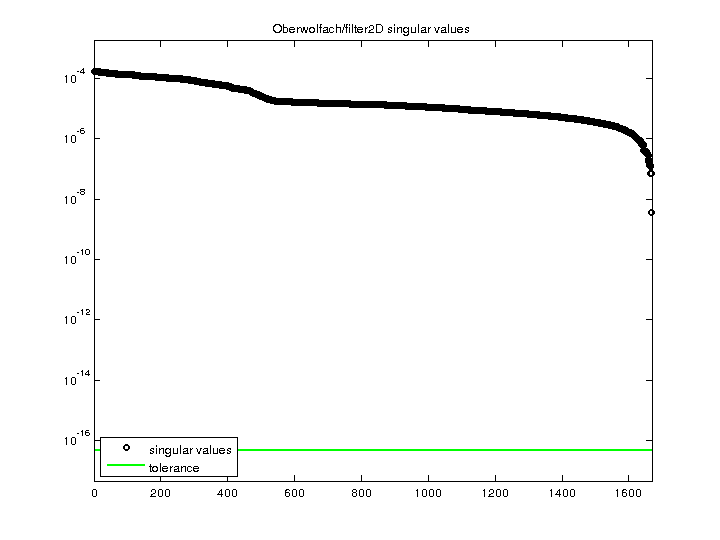 Oberwolfach/filter2D singular values
10^-4
10^-6
10^-8
10^-10
10^-12
10^-14
10^-16
singular values
tolerance
0 200 400 600 800 1000 1200 1400 1600